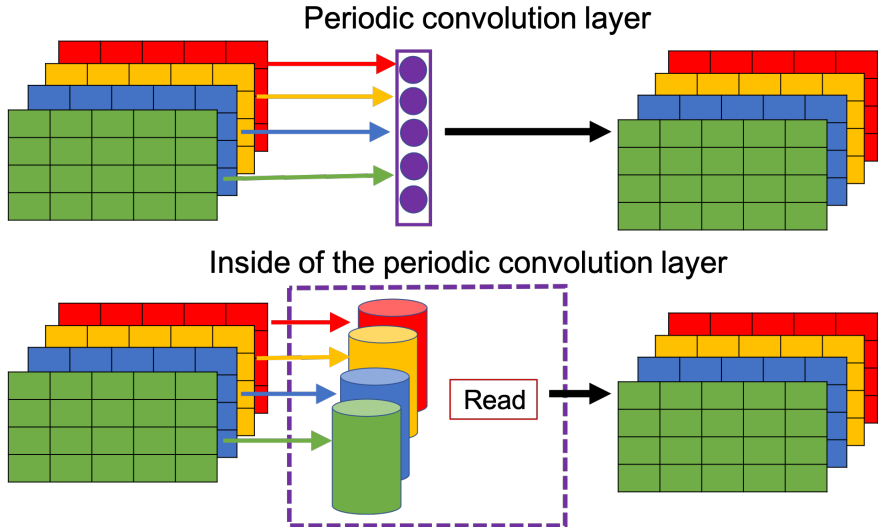 Periodic convolution layer
Inside of the periodic convolution layer
Read